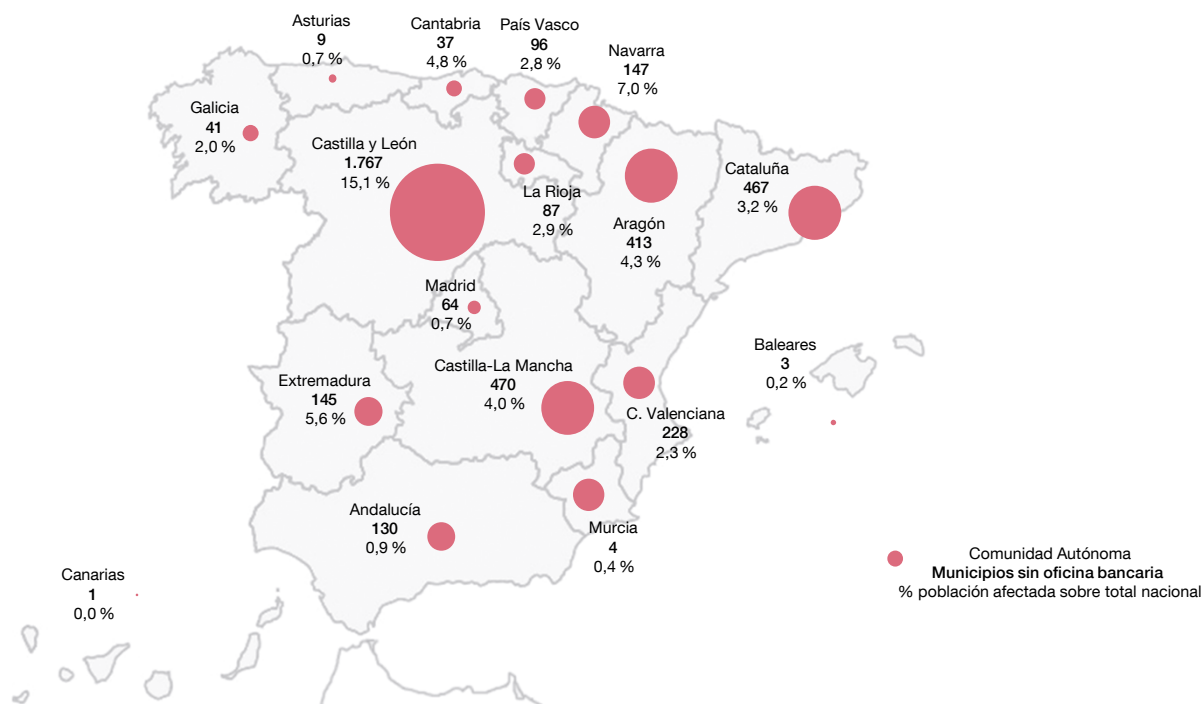 Asturias
9
0,7 %
Cantabria
37
4,8 %
País Vasco
96
2,8 %
Navarra
147
7,0 %
Galicia
41
2,0 %
Castilla y León
1.767
15,1 %
La Rioja
87
2,9 %
Aragón
413
4,3 %
Cataluña
467
3,2 %
Madrid
64
0,7 %
Baleares
3
0,2 %
Extremadura
145
5,6 %
Castilla-La Mancha
470
4,0 %
C. Valenciana
228
2,3 %
Andalucía
130
0,9 %
Murcia
4
0,4 %
Canarias
1
0,0 %
Comunidad Autónoma
Municipios sin oficina bancaria
% población afectada sobre total nacional